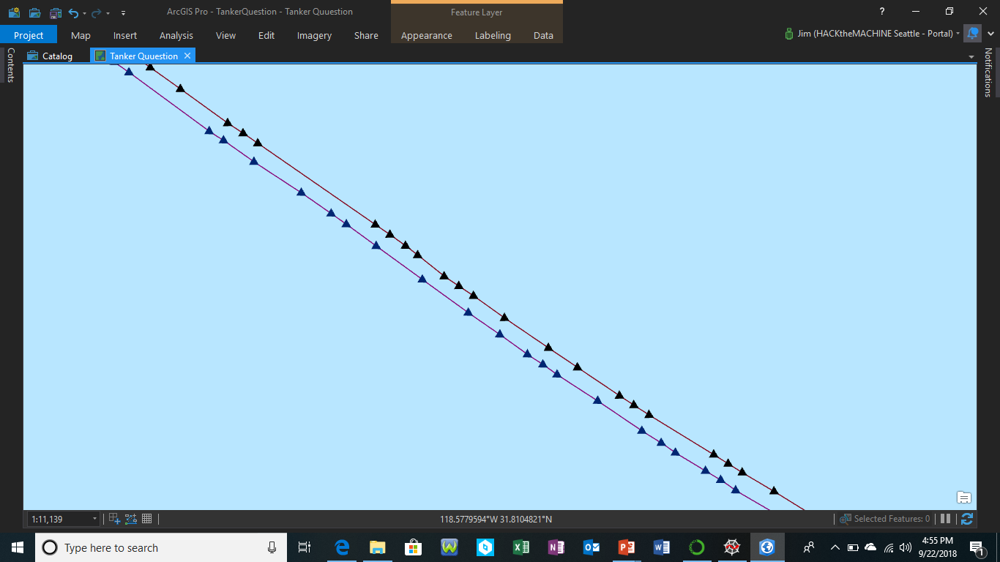 ArcGIS Pro - TankerQuestion - Tanker Quuestion
Feature Layer
?
Project Map Insert Analysis View Edit Imagery Share Appearance Labeling Data
Jim (HACKtheMACHINE Seattle - Portal)
Contents
Catalog
Tanker Quuestion
Notifications
1:11,139
118.5779594°W 31.8104821°N
Selected Features: 0
Type here to search
4:55 PM
9/22/2018
1